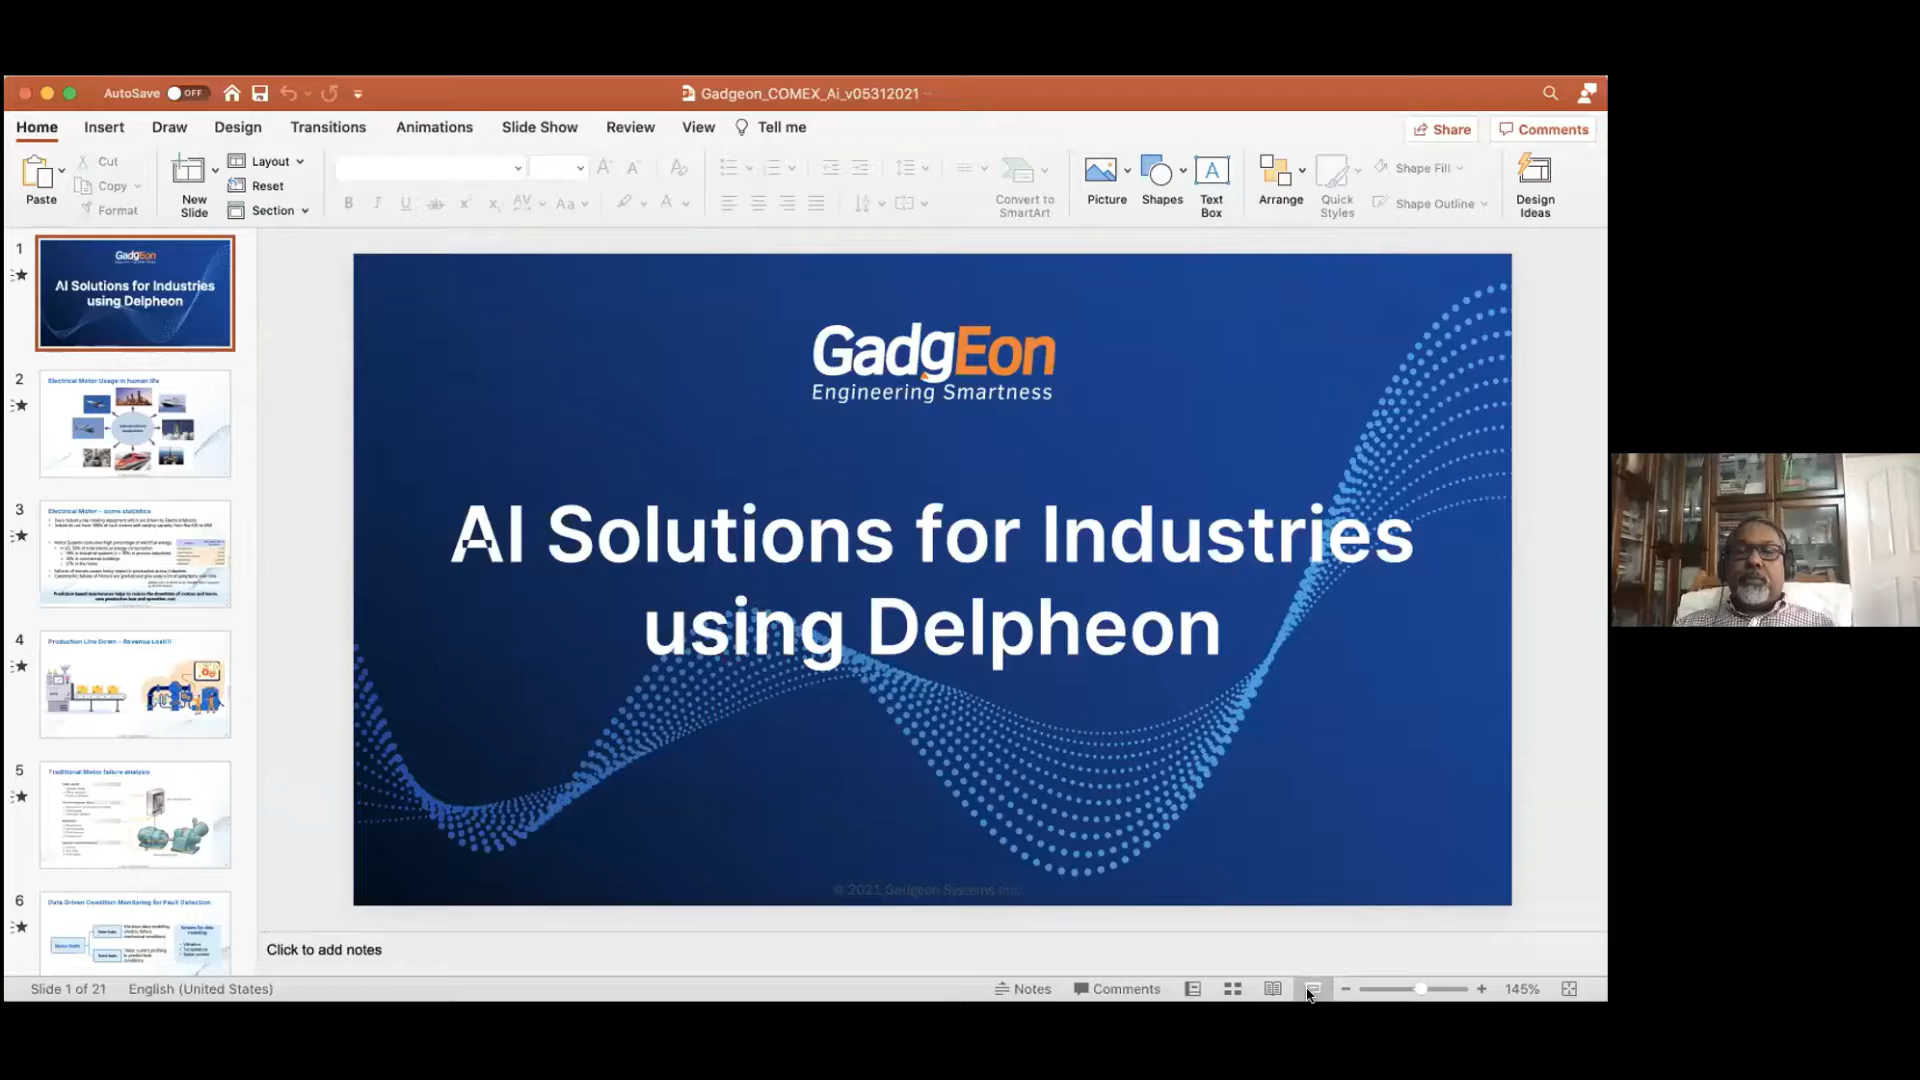 AutoSave OFF
Gadgeon_COMEX_Ai_v05312021
Home Insert Draw Design Transitions Animations Slide Show Review View Tell me
Share Comments
Paste
Cut
Copy
Format
New Slide
Layout
Reset
Section
Convert to SmartArt
Picture
Shapes
Text Box
Arrange
Quick Styles
Shape Fill
Shape Outline
Design Ideas
1
GadgEon
AI Solutions for Industries
using Delpheon
2
Electrical Motor Usage in human life
3
Electrical Motor – some statistics
4
Production Line Down – Revenue Lost!!!
5
Traditional Motor failure analysis
6
Data Driven Condition Monitoring for Fault Detection
GadgEon
Engineering Smartness
AI Solutions for Industries
using Delpheon
© 2021 Gadgeon Systems Inc.
Click to add notes
Slide 1 of 21 English (United States) Notes Comments 145%